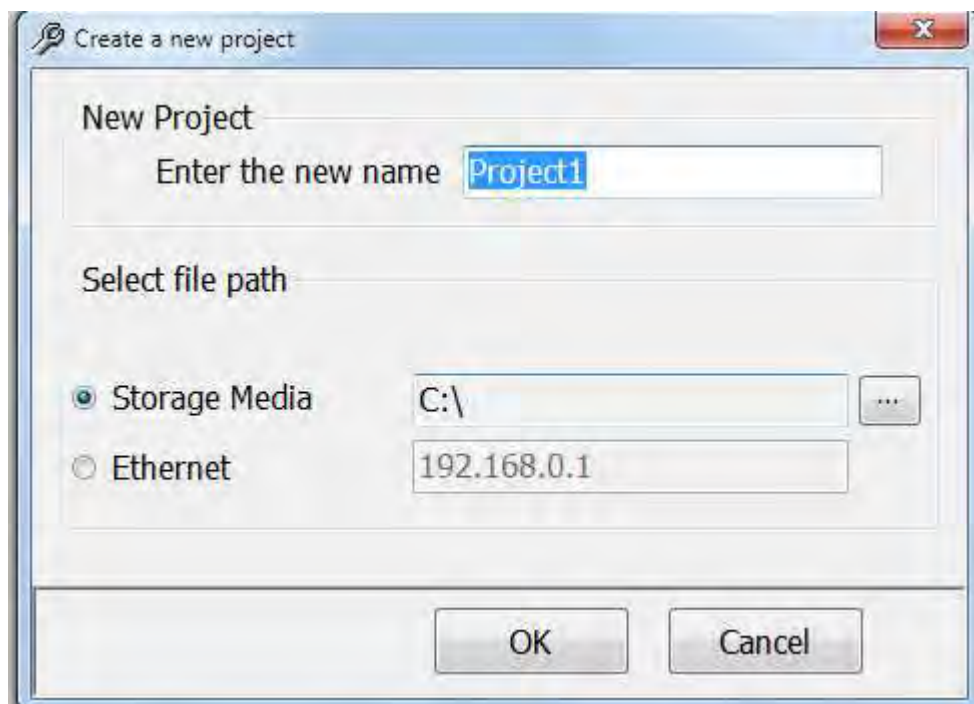 Create a new project
New Project
Enter the new name Project1
Select file path
Storage Media C:\ ...
Ethernet 192.168.0.1
OK Cancel